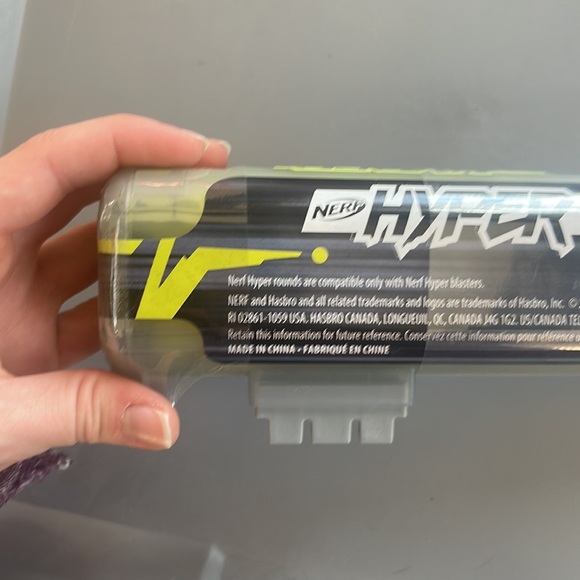 NERF HYPER
Nerf Hyper rounds are compatible only with Nerf Hyper blasters.
NERF and Hasbro and all related trademarks and logos are trademarks of Hasbro, Inc. ©
RI 02861-1059 USA. HASBRO CANADA, LONGUEUIL, QC, CANADA J4G 1G2. US/CANADA TEL
Retain this information for future reference. Conservez cette information pour référence
MADE IN CHINA • FABRIQUÉ EN CHINE